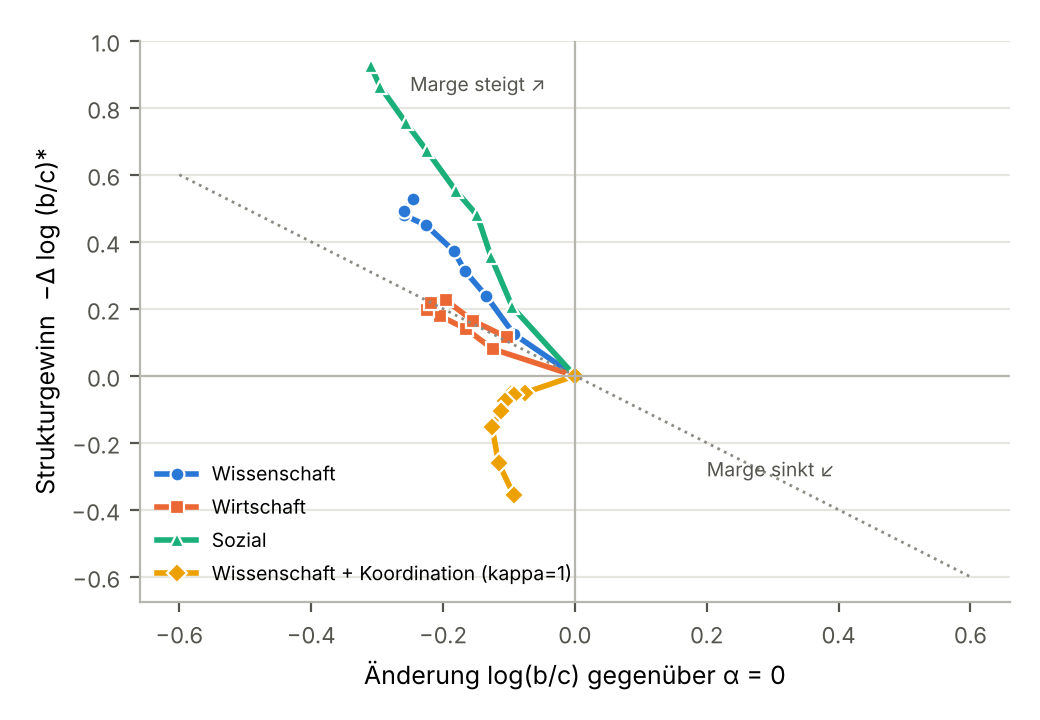 1.0
0.8
0.6
0.4
0.2
0.0
−0.2
−0.4
−0.6
Strukturgewinn −Δ log (b/c)*
Marge steigt ↗
Marge sinkt ↙
Wissenschaft
Wirtschaft
Sozial
Wissenschaft + Koordination (kappa=1)
−0.6
−0.4
−0.2
0.0
0.2
0.4
0.6
Änderung log(b/c) gegenüber α = 0